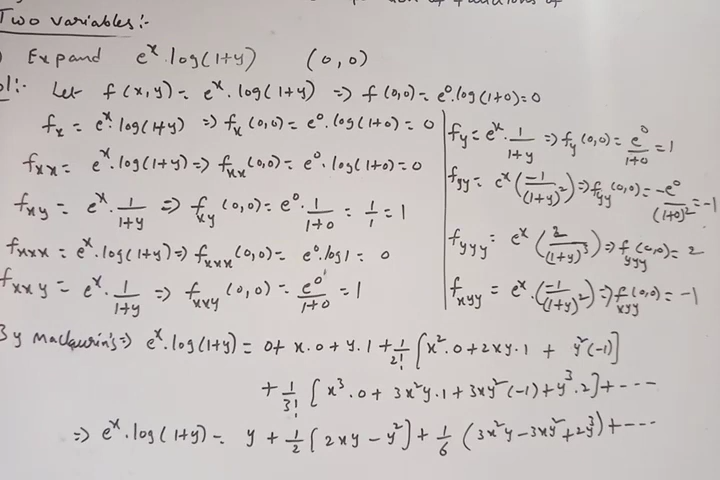 Two variables:-
Expand e^x . log(1+y) (0,0)
ol:- Let f(x,y) = e^x . log(1+y) => f(0,0) = e^0 . log(1+0) = 0
f_x = e^x . log(1+y) => f_x(0,0) = e^0 . log(1+0) = 0
f_xx = e^x . log(1+y) => f_xx(0,0) = e^0 . log(1+0) = 0
f_xy = e^x . 1/(1+y) => f_xy(0,0) = e^0 . 1/(1+0) = 1/1 = 1
f_xxx = e^x . log(1+y) => f_xxx(0,0) = e^0 . log1 = 0
f_xxy = e^x . 1/(1+y) => f_xxy(0,0) = e^0/(1+0) = 1
f_y = e^x . 1/(1+y) => f_y(0,0) = e^0/(1+0) = 1
f_yy = e^x (-1/(1+y)^2) => f_yy(0,0) = -e^0/(1+0)^2 = -1
f_yyy = e^x (2/(1+y)^3) => f_yyy(0,0) = 2
f_xyy = e^x . (-1/(1+y)^2) => f_xyy(0,0) = -1
By Maclaurin's => e^x . log(1+y) = 0 + x.0 + y.1 + 1/2! [x^2.0 + 2xy.1 + y^2(-1)]
+ 1/3! [x^3.0 + 3x^2y.1 + 3xy^2(-1) + y^3.2] + ----
=> e^x . log(1+y) = y + 1/2 [2xy - y^2] + 1/6 (3x^2y - 3xy^2 + 2y^3) + ---